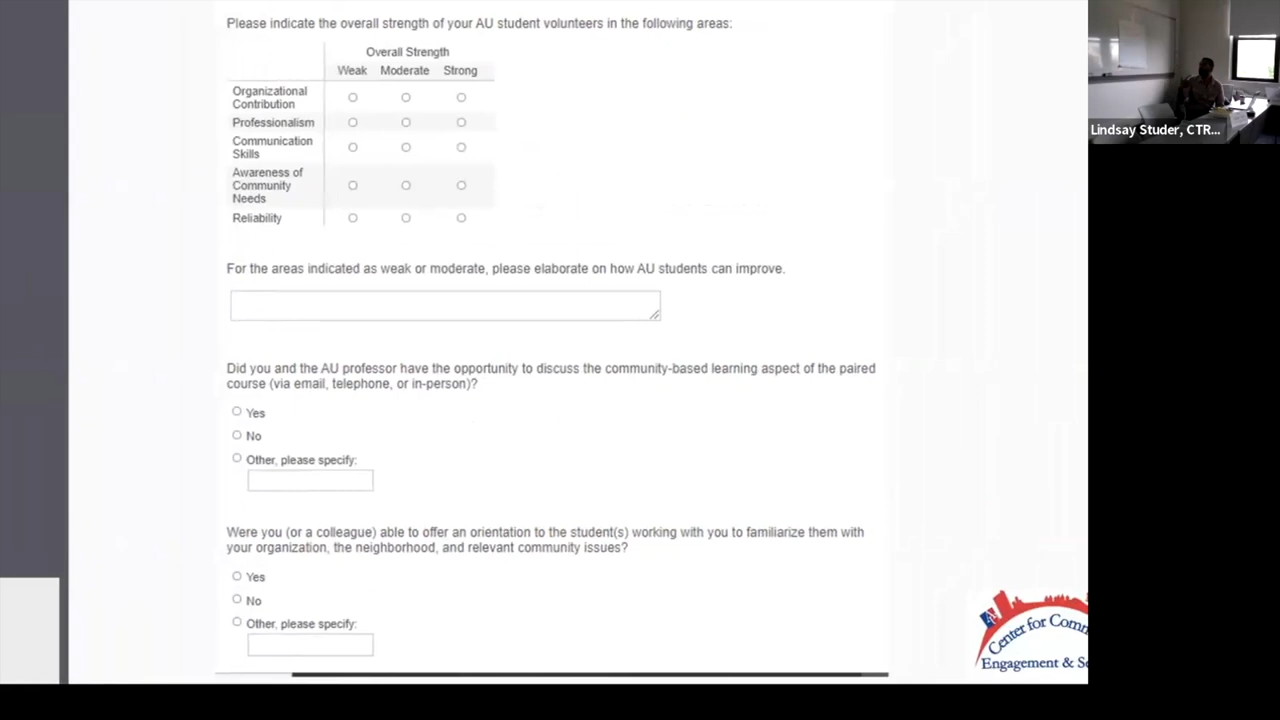 Please indicate the overall strength of your AU student volunteers in the following areas:
Overall Strength
Weak Moderate Strong
Organizational
Contribution
Professionalism
Communication
Skills
Awareness of
Community
Needs
Reliability
For the areas indicated as weak or moderate, please elaborate on how AU students can improve.
Did you and the AU professor have the opportunity to discuss the community-based learning aspect of the paired
course (via email, telephone, or in-person)?
Yes
No
Other, please specify:
Were you (or a colleague) able to offer an orientation to the student(s) working with you to familiarize them with
your organization, the neighborhood, and relevant community issues?
Yes
No
Other, please specify:
Center for Comm
Engagement & Se
Lindsay Studer, CTR...